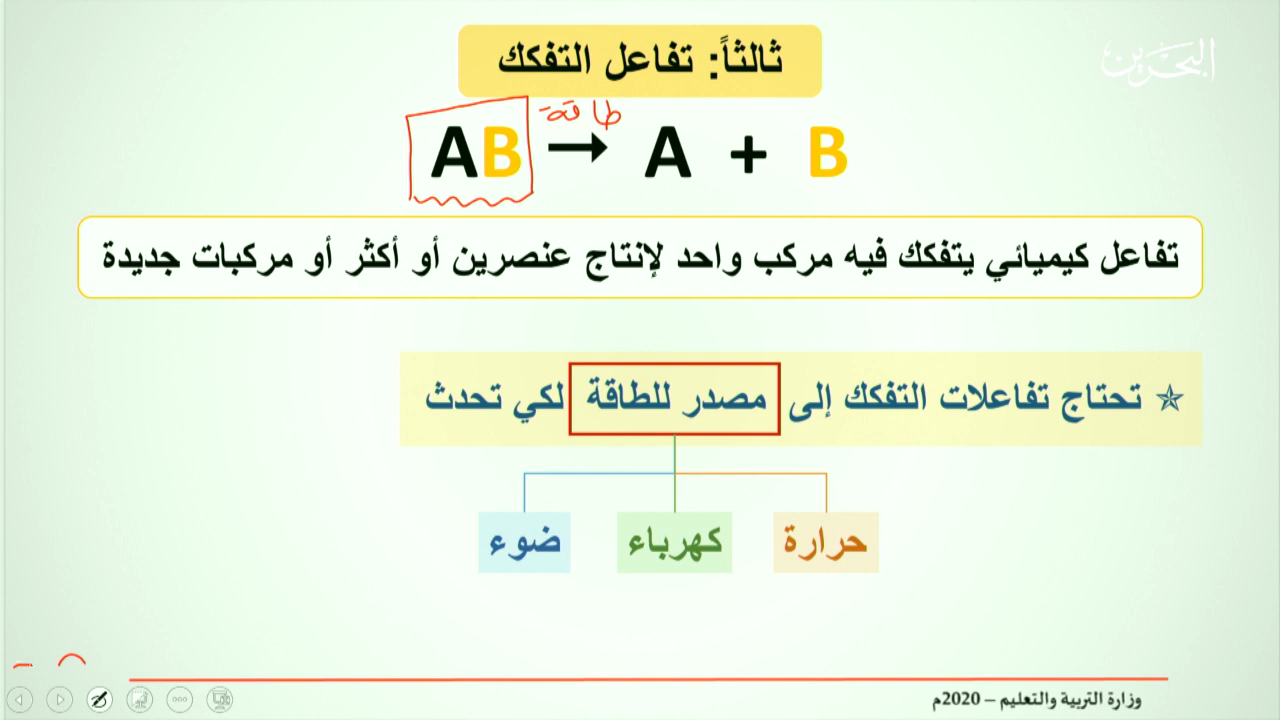 البحرين
ثالثاً: تفاعل التفكك
طاقة
AB → A + B
تفاعل كيميائي يتفكك فيه مركب واحد لإنتاج عنصرين أو أكثر أو مركبات جديدة
✯ تحتاج تفاعلات التفكك إلى مصدر للطاقة لكي تحدث
حرارة كهرباء ضوء
وزارة التربية والتعليم – 2020م